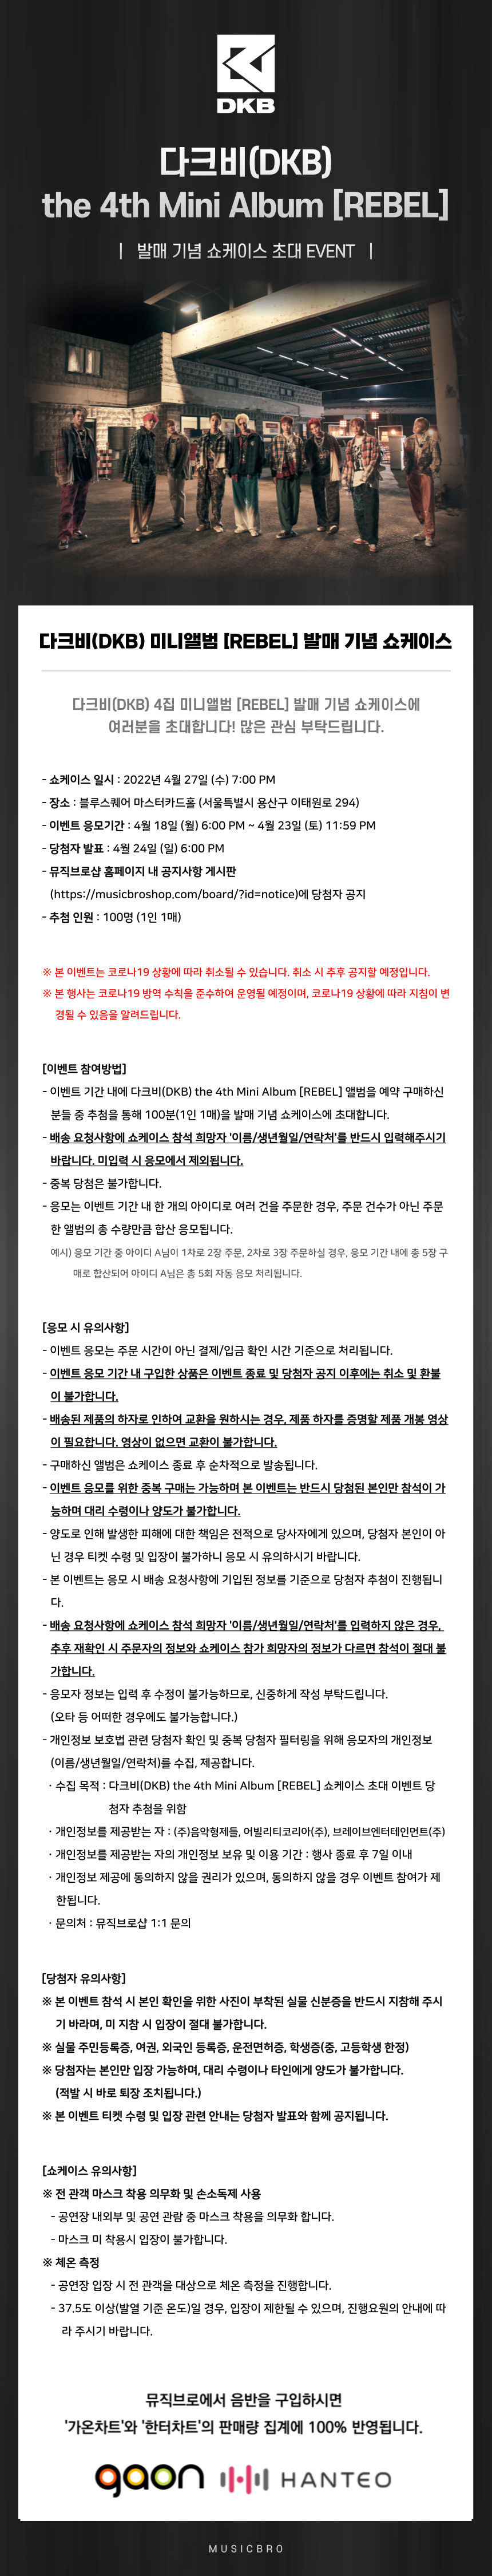 DKB
다크비(DKB)
the 4th Mini Album [REBEL]
| 발매 기념 쇼케이스 초대 EVENT |
다크비(DKB) 미니앨범 [REBEL] 발매 기념 쇼케이스
다크비(DKB) 4집 미니앨범 [REBEL] 발매 기념 쇼케이스에
여러분을 초대합니다! 많은 관심 부탁드립니다.
- 쇼케이스 일시 : 2022년 4월 27일 (수) 7:00 PM
- 장소 : 블루스퀘어 마스터카드홀 (서울특별시 용산구 이태원로 294)
- 이벤트 응모기간 : 4월 18일 (월) 6:00 PM ~ 4월 23일 (토) 11:59 PM
- 당첨자 발표 : 4월 24일 (일) 6:00 PM
- 뮤직브로샵 홈페이지 내 공지사항 게시판
(https://musicbroshop.com/board/?id=notice)에 당첨자 공지
- 추첨 인원 : 100명 (1인 1매)
※ 본 이벤트는 코로나19 상황에 따라 취소될 수 있습니다. 취소 시 추후 공지할 예정입니다.
※ 본 행사는 코로나19 방역 수칙을 준수하여 운영될 예정이며, 코로나19 상황에 따라 지침이 변
경될 수 있음을 알려드립니다.
[이벤트 참여방법]
- 이벤트 기간 내에 다크비(DKB) the 4th Mini Album [REBEL] 앨범을 예약 구매하신
분들 중 추첨을 통해 100분(1인 1매)을 발매 기념 쇼케이스에 초대합니다.
- 배송 요청사항에 쇼케이스 참석 희망자 '이름/생년월일/연락처'를 반드시 입력해주시기
바랍니다. 미입력 시 응모에서 제외됩니다.
- 중복 당첨은 불가합니다.
- 응모는 이벤트 기간 내 한 개의 아이디로 여러 건을 주문한 경우, 주문 건수가 아닌 주문
한 앨범의 총 수량만큼 합산 응모됩니다.
예시) 응모 기간 중 아이디 A님이 1차로 2장 주문, 2차로 3장 주문하실 경우, 응모 기간 내에 총 5장 구
매로 합산되어 아이디 A님은 총 5회 자동 응모 처리됩니다.
[응모 시 유의사항]
- 이벤트 응모는 주문 시간이 아닌 결제/입금 확인 시간 기준으로 처리됩니다.
- 이벤트 응모 기간 내 구입한 상품은 이벤트 종료 및 당첨자 공지 이후에는 취소 및 환불
이 불가합니다.
- 배송된 제품의 하자로 인하여 교환을 원하시는 경우, 제품 하자를 증명할 제품 개봉 영상
이 필요합니다. 영상이 없으면 교환이 불가합니다.
- 구매하신 앨범은 쇼케이스 종료 후 순차적으로 발송됩니다.
- 이벤트 응모를 위한 중복 구매는 가능하며 본 이벤트는 반드시 당첨된 본인만 참석이 가
능하며 대리 수령이나 양도가 불가합니다.
- 양도로 인해 발생한 피해에 대한 책임은 전적으로 당사자에게 있으며, 당첨자 본인이 아
닌 경우 티켓 수령 및 입장이 불가하니 응모 시 유의하시기 바랍니다.
- 본 이벤트는 응모 시 배송 요청사항에 기입된 정보를 기준으로 당첨자 추첨이 진행됩니
다.
- 배송 요청사항에 쇼케이스 참석 희망자 '이름/생년월일/연락처'를 입력하지 않은 경우,
추후 재확인 시 주문자의 정보와 쇼케이스 참가 희망자의 정보가 다르면 참석이 절대 불
가합니다.
- 응모자 정보는 입력 후 수정이 불가능하므로, 신중하게 작성 부탁드립니다.
(오타 등 어떠한 경우에도 불가능합니다.)
- 개인정보 보호법 관련 당첨자 확인 및 중복 당첨자 필터링을 위해 응모자의 개인정보
(이름/생년월일/연락처)를 수집, 제공합니다.
· 수집 목적 : 다크비(DKB) the 4th Mini Album [REBEL] 쇼케이스 초대 이벤트 당
첨자 추첨을 위함
· 개인정보를 제공받는 자 : (주)음악형제들, 어빌리티코리아(주), 브레이브엔터테인먼트(주)
· 개인정보를 제공받는 자의 개인정보 보유 및 이용 기간 : 행사 종료 후 7일 이내
· 개인정보 제공에 동의하지 않을 권리가 있으며, 동의하지 않을 경우 이벤트 참여가 제
한됩니다.
· 문의처 : 뮤직브로샵 1:1 문의
[당첨자 유의사항]
※ 본 이벤트 참석 시 본인 확인을 위한 사진이 부착된 실물 신분증을 반드시 지참해 주시
기 바라며, 미 지참 시 입장이 절대 불가합니다.
※ 실물 주민등록증, 여권, 외국인 등록증, 운전면허증, 학생증(중, 고등학생 한정)
※ 당첨자는 본인만 입장 가능하며, 대리 수령이나 타인에게 양도가 불가합니다.
(적발 시 바로 퇴장 조치됩니다.)
※ 본 이벤트 티켓 수령 및 입장 관련 안내는 당첨자 발표와 함께 공지됩니다.
[쇼케이스 유의사항]
※ 전 관객 마스크 착용 의무화 및 손소독제 사용
- 공연장 내외부 및 공연 관람 중 마스크 착용을 의무화 합니다.
- 마스크 미 착용시 입장이 불가합니다.
※ 체온 측정
- 공연장 입장 시 전 관객을 대상으로 체온 측정을 진행합니다.
- 37.5도 이상(발열 기준 온도)일 경우, 입장이 제한될 수 있으며, 진행요원의 안내에 따
라 주시기 바랍니다.
뮤직브로에서 음반을 구입하시면
'가온차트'와 '한터차트'의 판매량 집계에 100% 반영됩니다.
gaon HANTEO
MUSICBRO